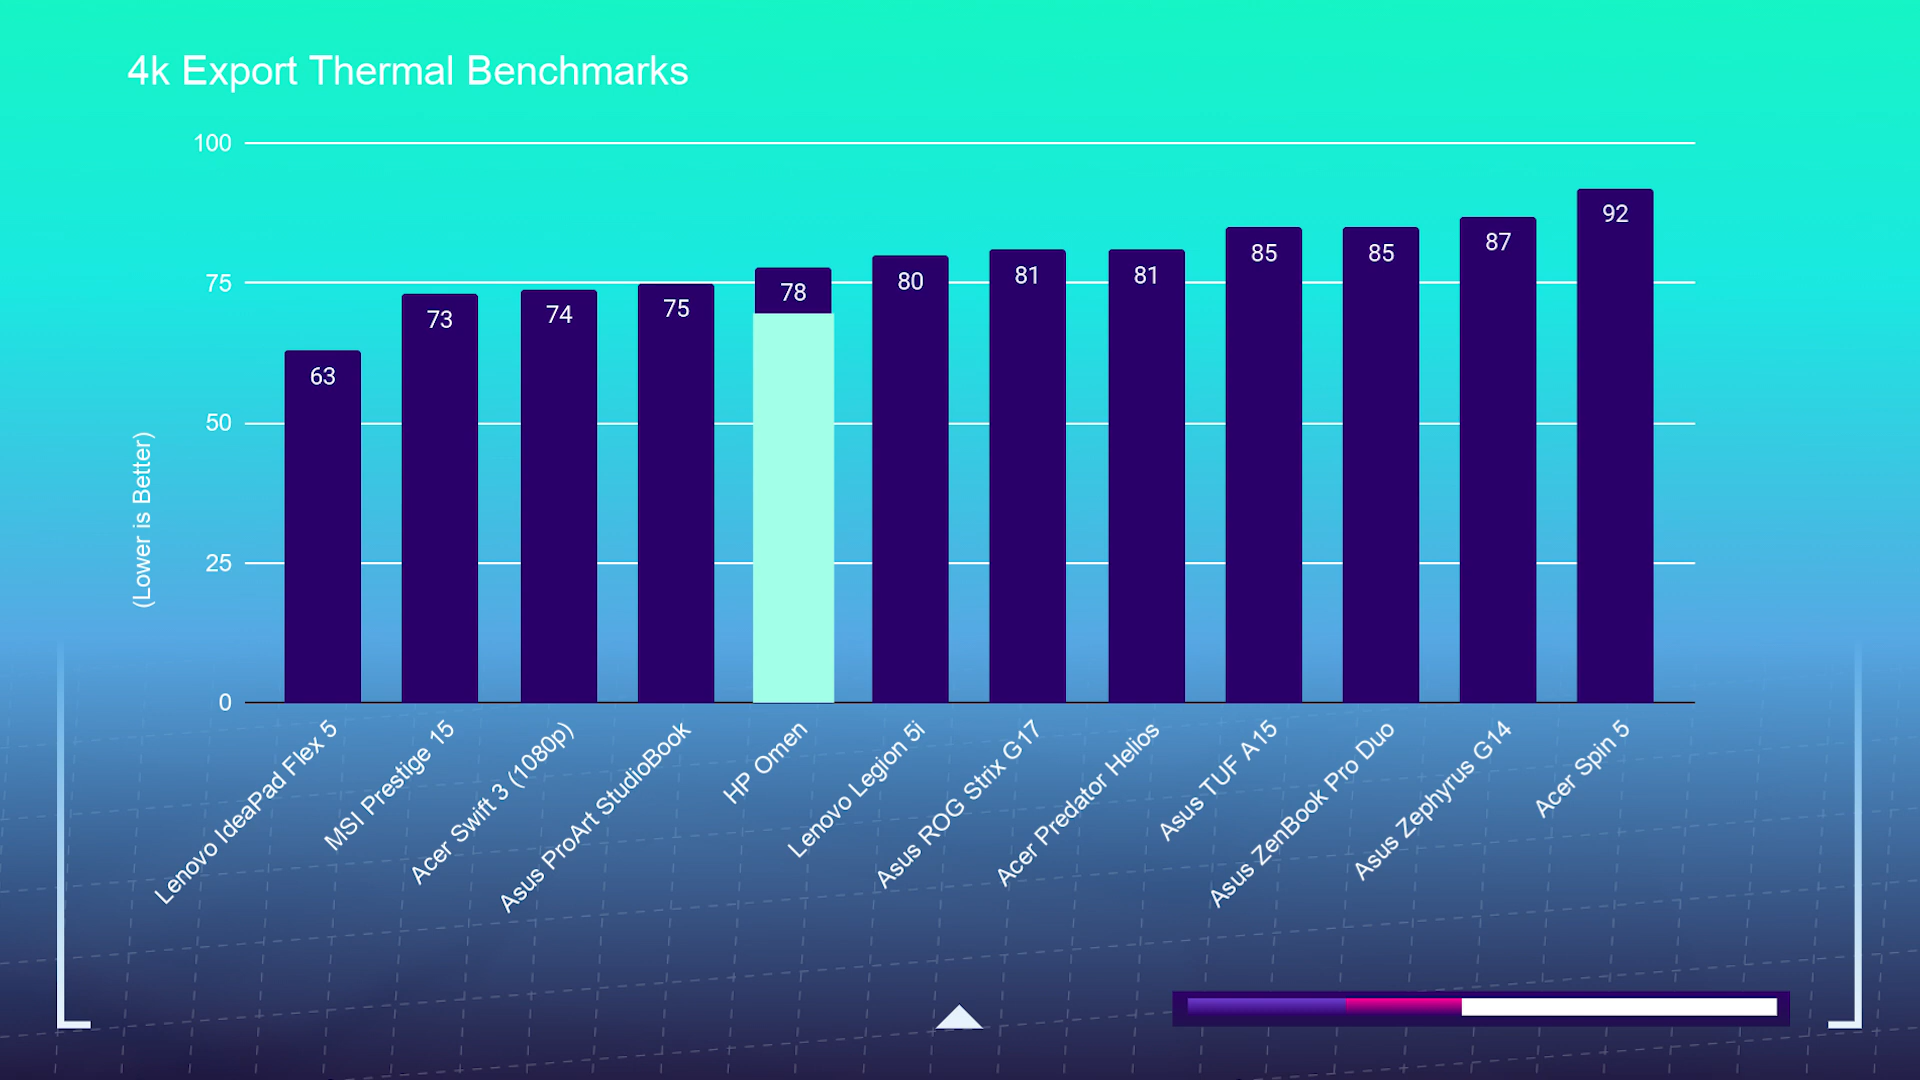 4k Export Thermal Benchmarks
100
75
50
25
0
(Lower is Better)
63
73
74
75
78
80
81
81
85
85
87
92
Lenovo IdeaPad Flex 5
MSI Prestige 15
Acer Swift 3 (1080p)
Asus ProArt StudioBook
HP Omen
Lenovo Legion 5i
Asus ROG Strix G17
Acer Predator Helios
Asus TUF A15
Asus ZenBook Pro Duo
Asus Zephyrus G14
Acer Spin 5